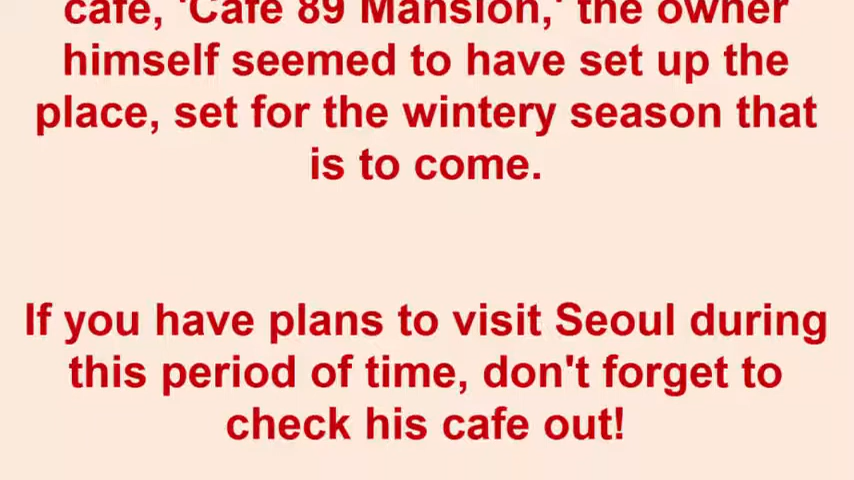 cafe, 'Cafe 89 Mansion,' the owner
himself seemed to have set up the
place, set for the wintery season that
is to come.
If you have plans to visit Seoul during
this period of time, don't forget to
check his cafe out!